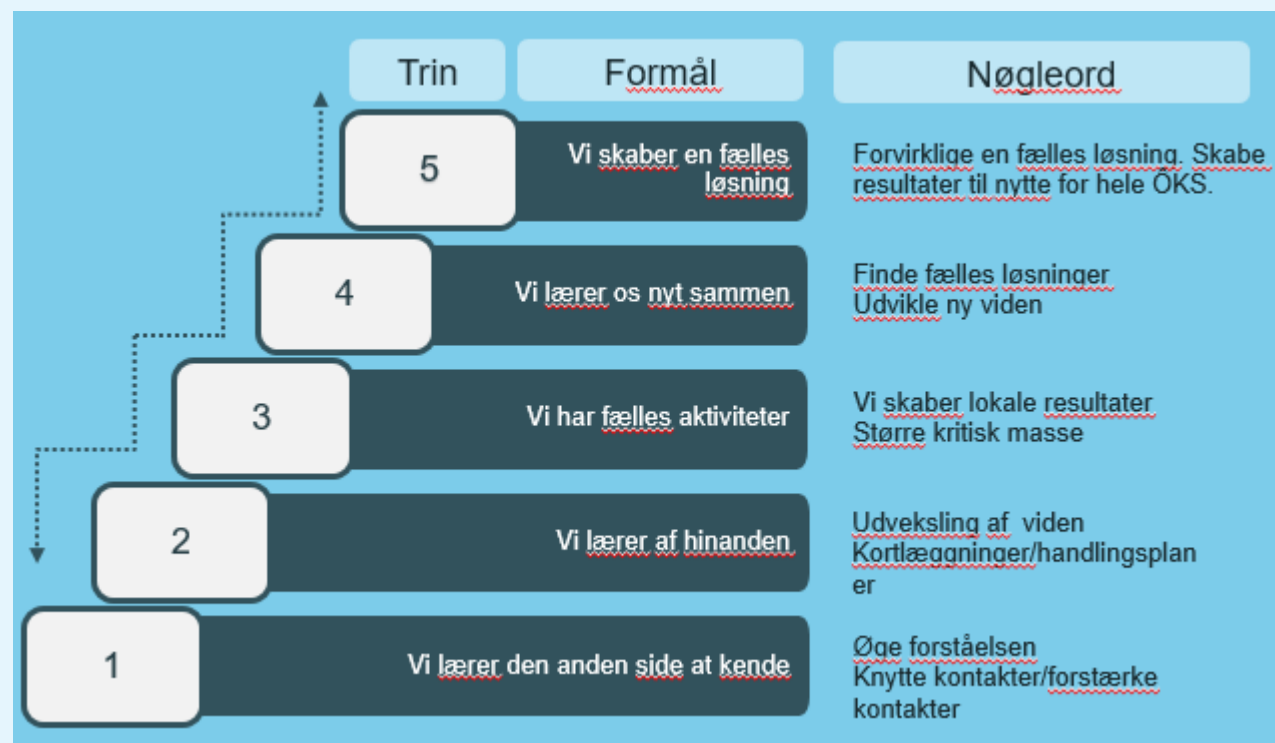 Trin
Formål
Nøgleord
5
Vi skaber en fælles
løsning
Forvirklige en fælles løsning. Skabe
resultater til nytte for hele ÖKS.
4
Vi lærer os nyt sammen
Finde fælles løsninger
Udvikle ny viden
3
Vi har fælles aktiviteter
Vi skaber lokale resultater
Større kritisk masse
2
Vi lærer af hinanden
Udveksling af  viden
Kortlæggninger/handlingsplan
er
1
Vi lærer den anden side at kende
Øge forståelsen
Knytte kontakter/forstærke
kontakter